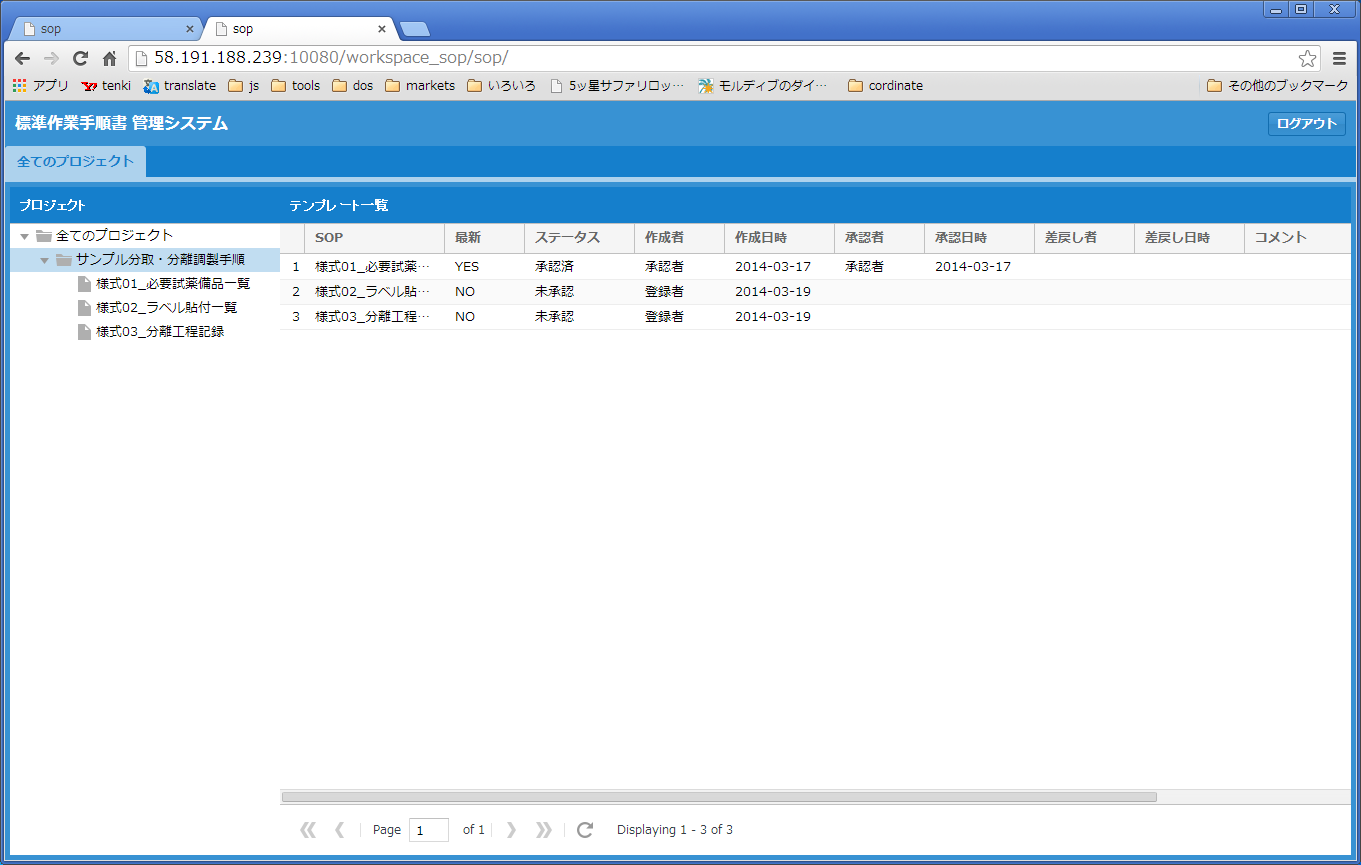 sop
sop
58.191.188.239:10080/workspace_sop/sop/
アプリ tenki translate js tools dos markets いろいろ 5ッ星サファリロッ… モルディブのダイ… cordinate その他のブックマーク
標準作業手順書 管理システム ログアウト
全てのプロジェクト
プロジェクト テンプレート一覧
SOP 最新 ステータス 作成者 作成日時 承認者 承認日時 差戻し者 差戻し日時 コメント
全てのプロジェクト
サンプル分取・分離調製手順
様式01_必要試薬備品一覧
様式02_ラベル貼付一覧
様式03_分離工程記録
1 様式01_必要試薬… YES 承認済 承認者 2014-03-17 承認者 2014-03-17
2 様式02_ラベル貼… NO 未承認 登録者 2014-03-19
3 様式03_分離工程… NO 未承認 登録者 2014-03-19
Page 1 of 1 Displaying 1 - 3 of 3